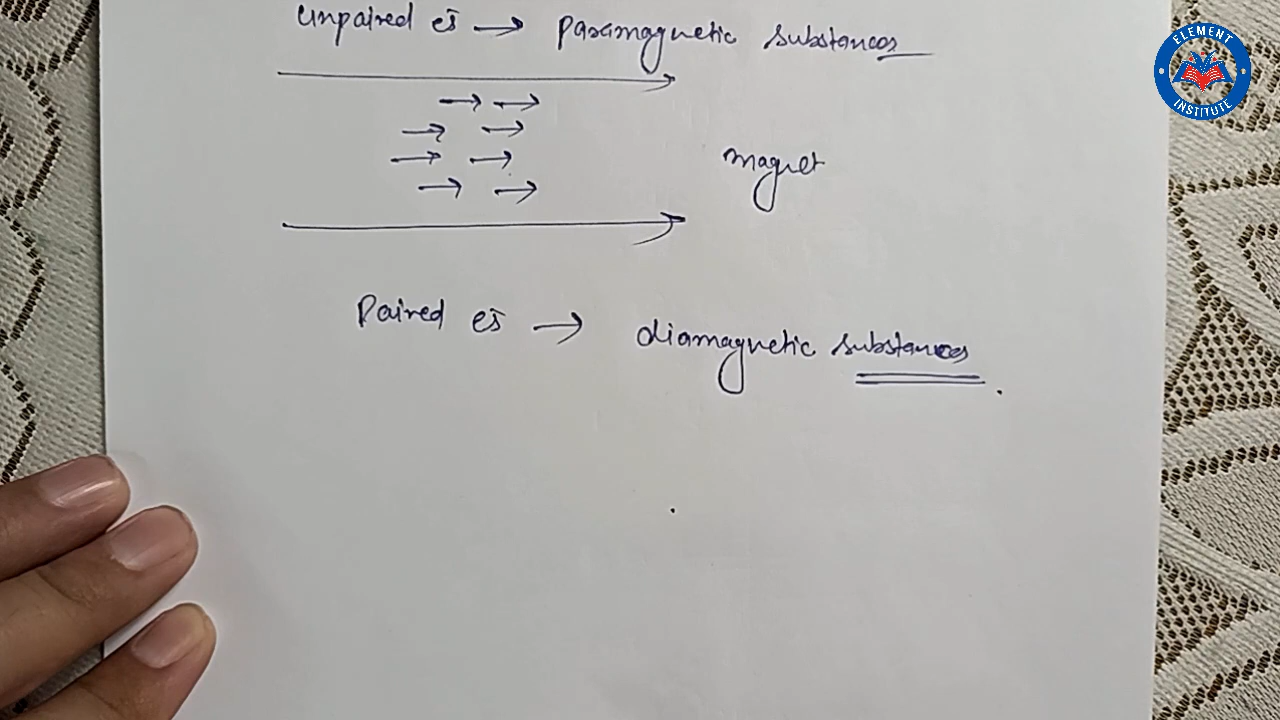 unpaired es → paramagnetic substances
magnet
Paired es → diamagnetic substances
ELEMENT
INSTITUTE